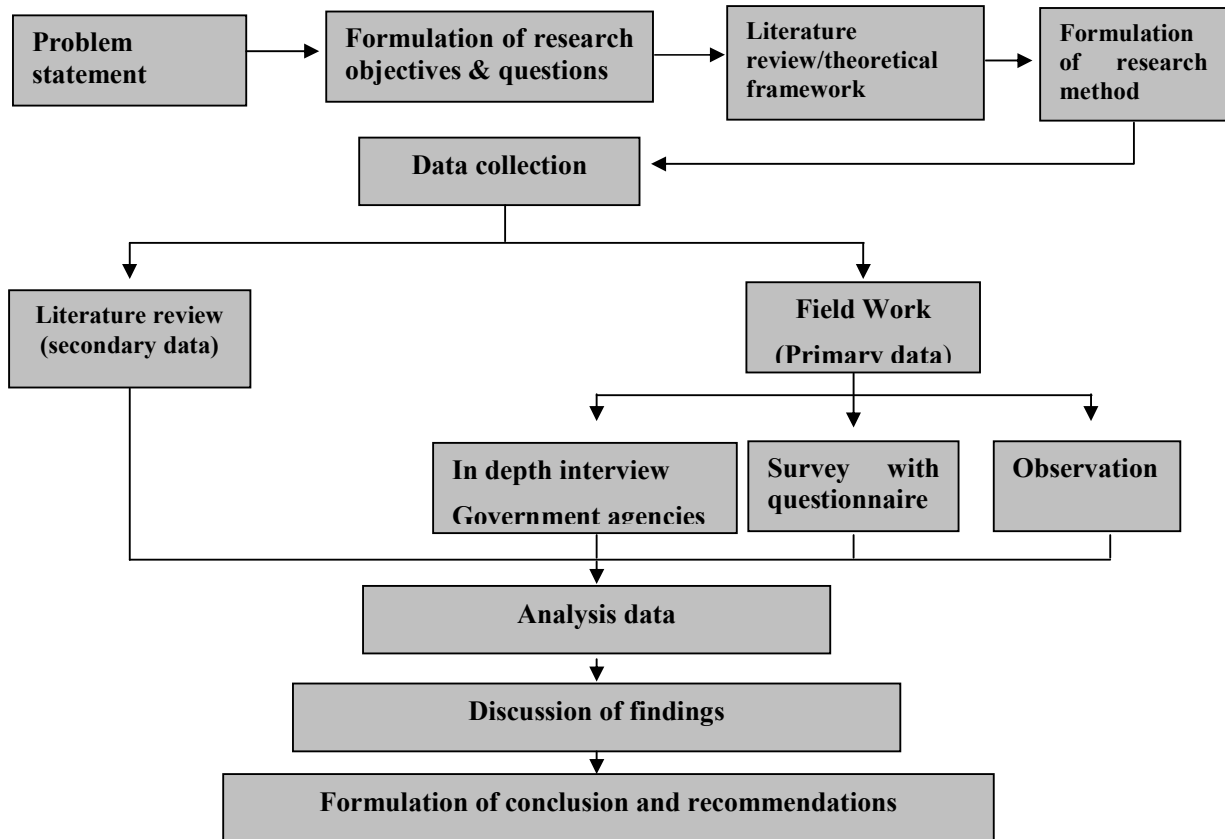 Problem
statement
Formulation of research
objectives & questions
Literature
review/theoretical
framework
Formulation
of research
method
Data collection
Literature review
(secondary data)
Field Work
(Primary data)
In depth interview
Government agencies
Survey with
questionnaire
Observation
Analysis data
Discussion of findings
Formulation of conclusion and recommendations